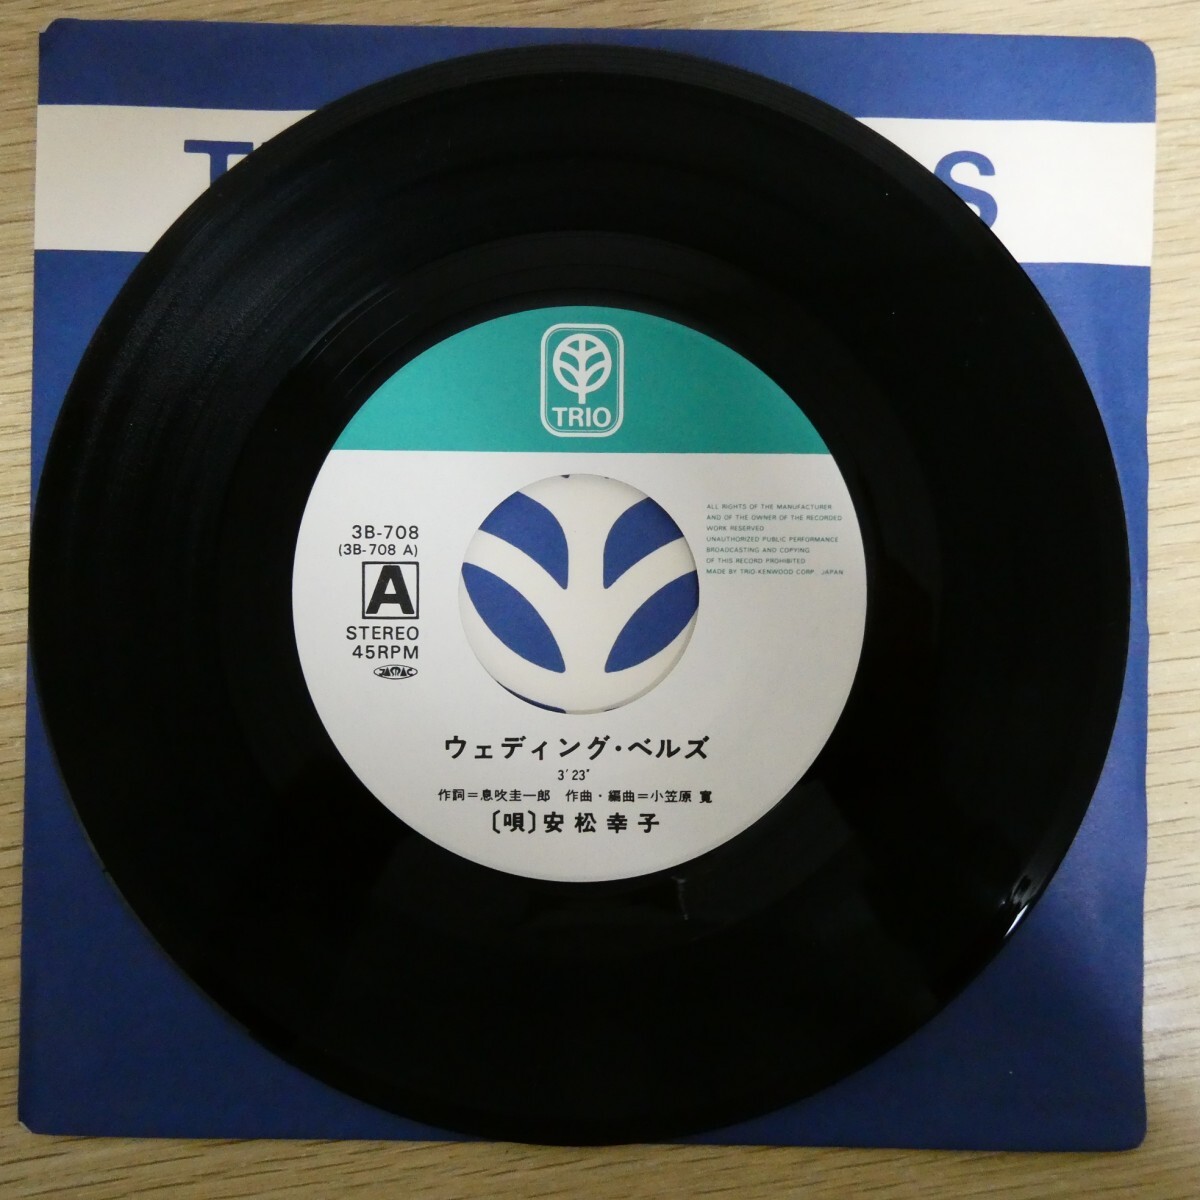 T S
TRIO
ALL RIGHTS OF THE MANUFACTURER
AND OF THE OWNER OF THE RECORDED
WORK RESERVED
UNAUTHORIZED PUBLIC PERFORMANCE
BROADCASTING AND COPYING
OF THIS RECORD PROHIBITED
MADE BY TRIO-KENWOOD CORP., JAPAN
3B-708
(3B-708 A)
A
STEREO
45RPM
JASRAC
ウェディング・ベルズ
3′23″
作詞=息吹圭一郎 作曲・編曲=小笠原 寛
〔唄〕安松幸子